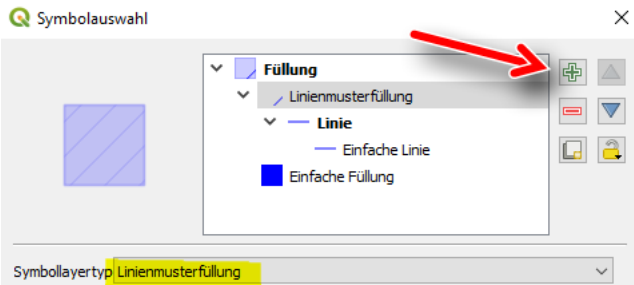 Symbolauswahl
Füllung
Linienmusterfüllung
Linie
Einfache Linie
Einfache Füllung
Symbollayertyp Linienmusterfüllung